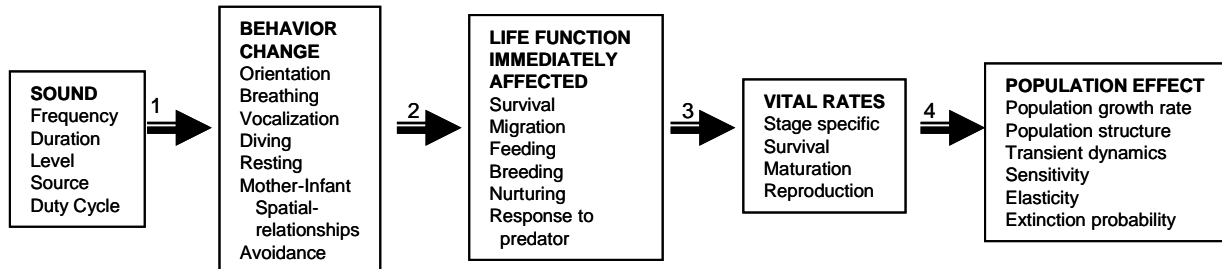 SOUND
Frequency
Duration
Level
Source
Duty Cycle
1
BEHAVIOR
CHANGE
Orientation
Breathing
Vocalization
Diving
Resting
Mother-Infant
Spatial-
relationships
Avoidance
2
LIFE FUNCTION
IMMEDIATELY
AFFECTED
Survival
Migration
Feeding
Breeding
Nurturing
Response to
predator
3
VITAL RATES
Stage specific
Survival
Maturation
Reproduction
4
POPULATION EFFECT
Population growth rate
Population structure
Transient dynamics
Sensitivity
Elasticity
Extinction probability